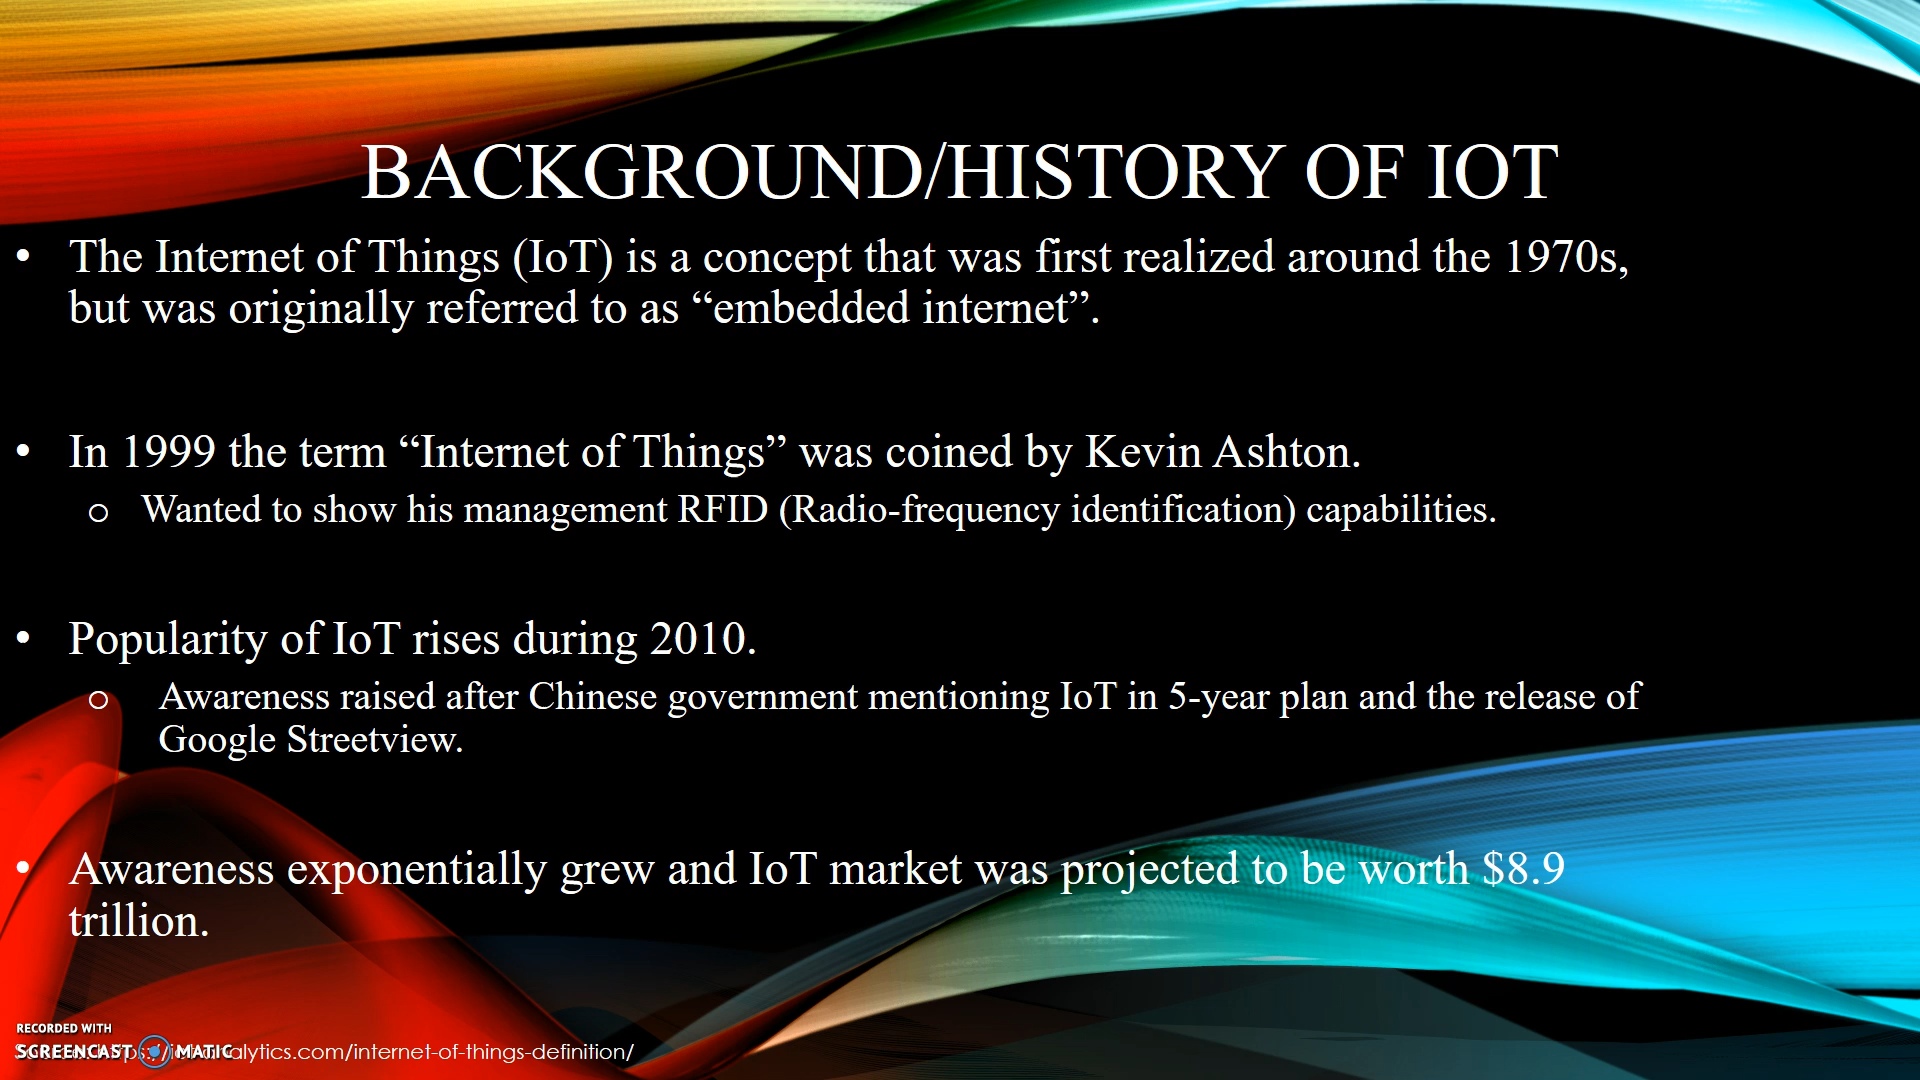 BACKGROUND/HISTORY OF IOT
• The Internet of Things (IoT) is a concept that was first realized around the 1970s,
but was originally referred to as “embedded internet”.
• In 1999 the term “Internet of Things” was coined by Kevin Ashton.
o Wanted to show his management RFID (Radio-frequency identification) capabilities.
• Popularity of IoT rises during 2010.
o Awareness raised after Chinese government mentioning IoT in 5-year plan and the release of
Google Streetview.
• Awareness exponentially grew and IoT market was projected to be worth $8.9
trillion.
RECORDED WITH
SCREENCAST MATIC
.com/internet-of-things-definition/